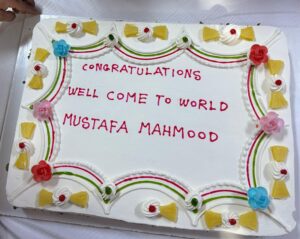 CONGRATULATIONS
WELL COME TO WORLD
MUSTAFA MAHMOOD